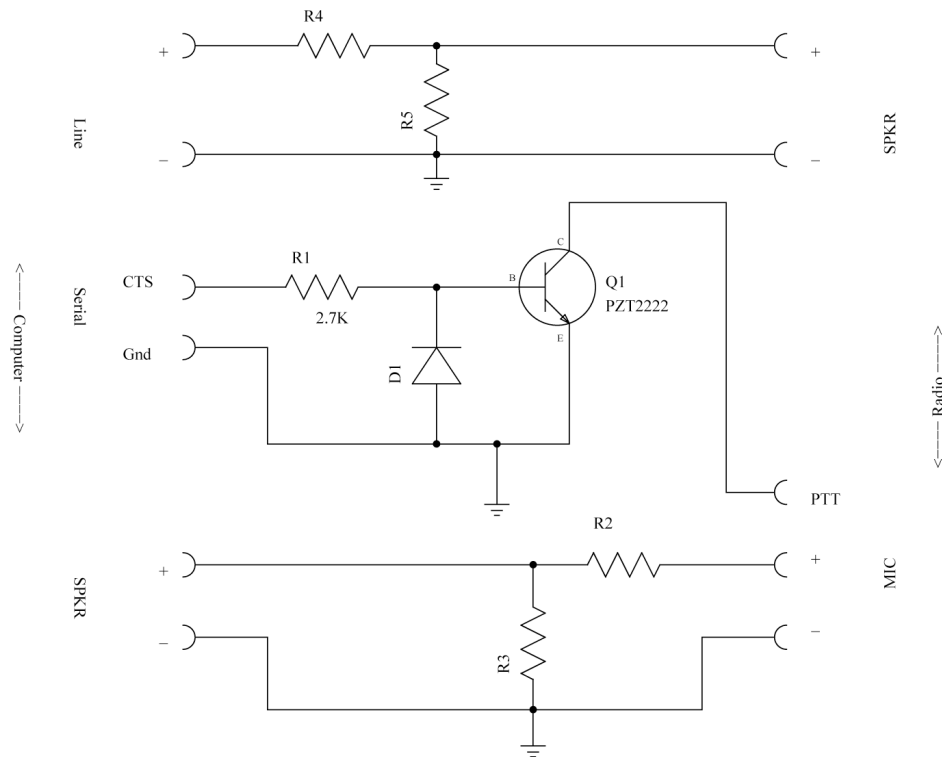 R4
+
+
R5
Line
SPKR
–
–
C
CTS
R1
B
Q1
2.7K
PZT2222
Serial
E
Gnd
D1
<----- Computer ----->
<----- Radio ----->
PTT
R2
+
+
SPKR
MIC
–
–
R3